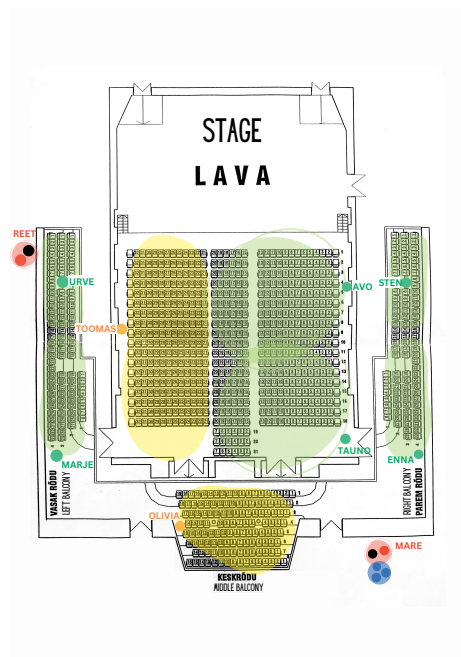 STAGE
LAVA
REET
URVE
AVO
STEN
TOOMAS
MARJE
TAUNO
ENNA
VASAK RÕDU
LEFT BALCONY
RIGHT BALCONY
PAREM RÕDU
OLIVIA
MARE
KESKRÕDU
MIDDLE BALCONY